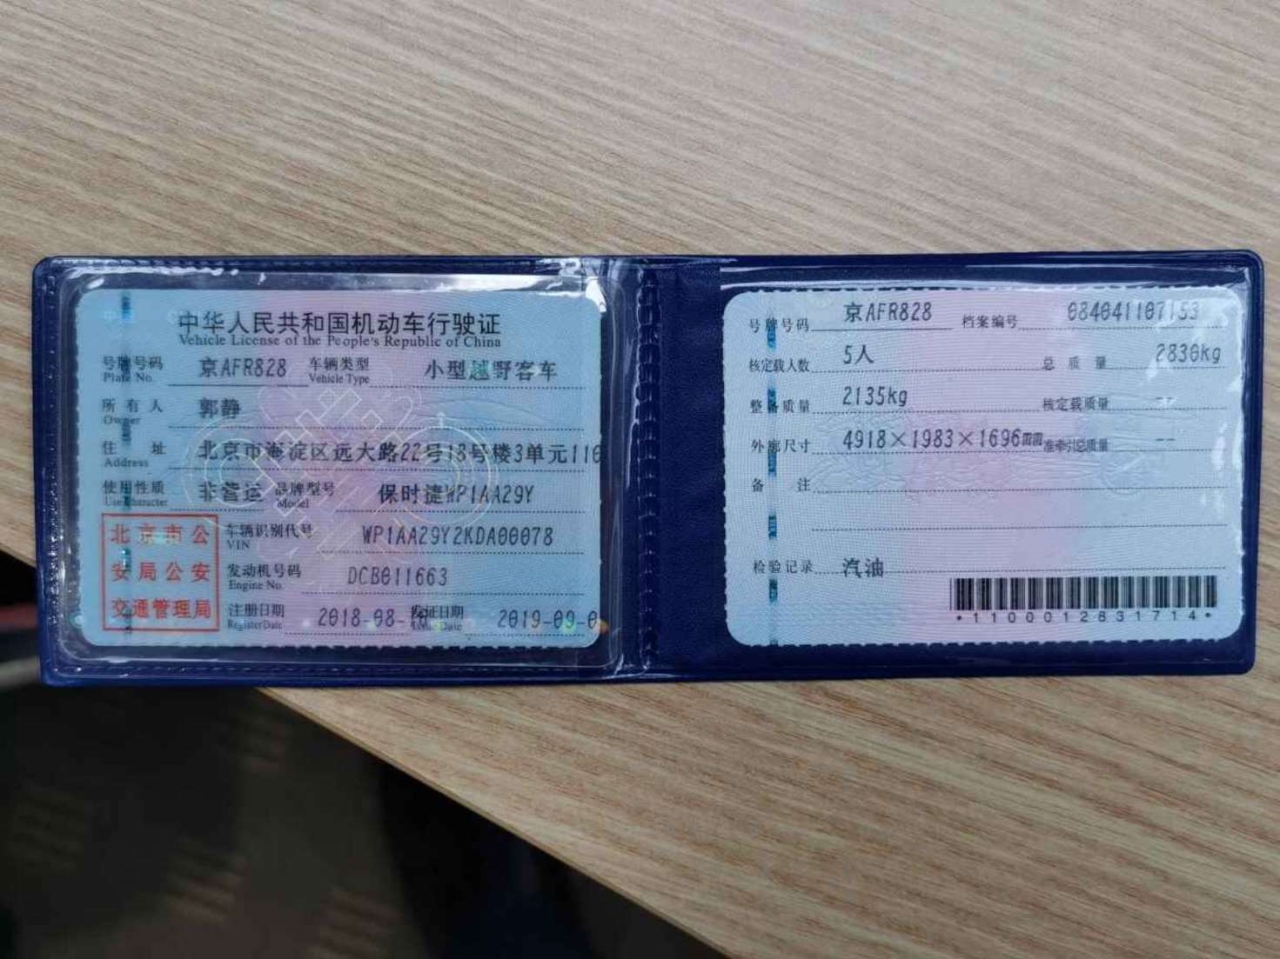 中华人民共和国机动车行驶证
Vehicle License of the People's Republic of China
号牌号码 京AFR828 车辆类型 小型越野客车
Plate No. Vehicle Type
所有人 郭静
Owner
住址 北京市海淀区远大路22号18号楼3单元110
Address
使用性质 非营运 品牌型号 保时捷WP1AA29Y
Use Character Model
北京市公
安局公安
交通管理局
车辆识别代号 WP1AA29Y2KDA00078
VIN
发动机号码 DCB011663
Engine No.
注册日期 2018-08- 发证日期 2019-09-0
Register Date Issue Date
号牌号码 京AFR828 档案编号 084041107153
核定载人数 5人 总质量 2830kg
整备质量 2135kg 核定载质量 --
外廓尺寸 4918×1983×1696 准牵引总质量 --
备注
检验记录 汽油
*1100012831714*